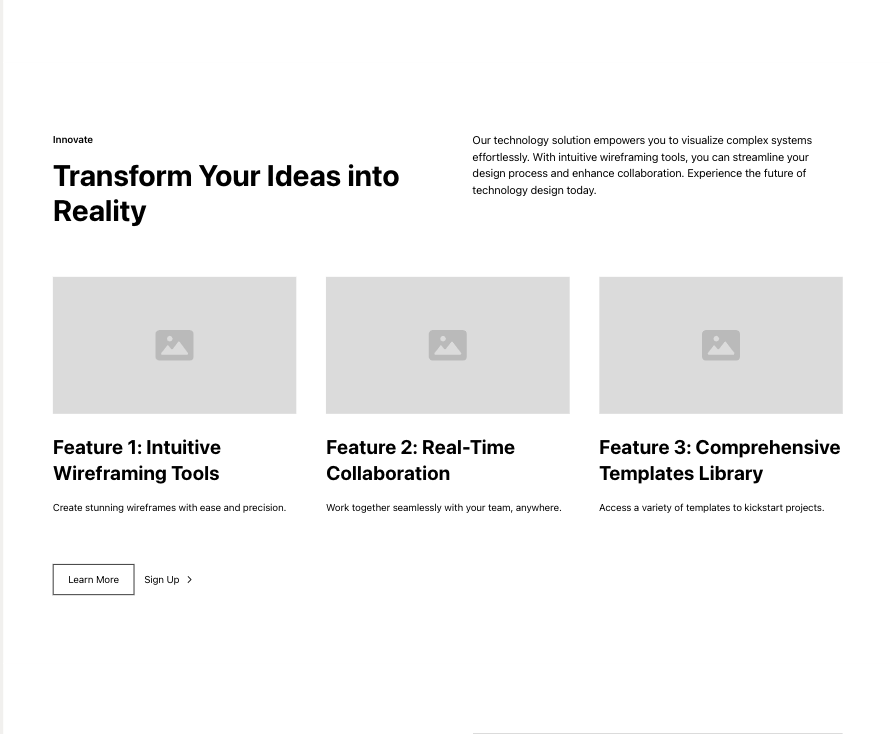 Innovate
Transform Your Ideas into
Reality
Our technology solution empowers you to visualize complex systems
effortlessly. With intuitive wireframing tools, you can streamline your
design process and enhance collaboration. Experience the future of
technology design today.
Feature 1: Intuitive
Wireframing Tools
Create stunning wireframes with ease and precision.
Feature 2: Real-Time
Collaboration
Work together seamlessly with your team, anywhere.
Feature 3: Comprehensive
Templates Library
Access a variety of templates to kickstart projects.
Learn More
Sign Up